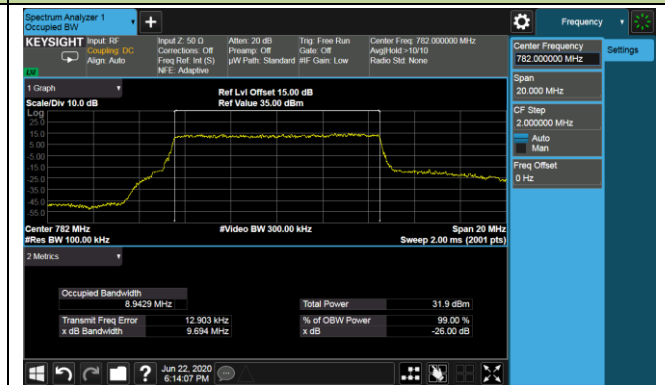 Spectrum Analyzer 1
Occupied BW
+
Frequency
KEYSIGHT
Input: RF
Coupling: DC
Align: Auto
Input Z: 50 Ω
Corrections: Off
Freq Ref: Int (S)
NFE: Adaptive
Atten: 20 dB
Preamp: Off
µW Path: Standard
Trig: Free Run
Gate: Off
#IF Gain: Low
Center Freq: 782.000000 MHz
Avg|Hold:>10/10
Radio Std: None
Center Frequency
782.000000 MHz
Settings
Span
20.000 MHz
CF Step
2.000000 MHz
Auto
Man
Freq Offset
0 Hz
1 Graph
Scale/Div 10.0 dB
Ref Lvl Offset 15.00 dB
Ref Value 35.00 dBm
Log
25.0
15.0
5.00
-5.00
-15.0
-25.0
-35.0
-45.0
-55.0
Center 782 MHz
#Video BW 300.00 kHz
Span 20 MHz
#Res BW 100.00 kHz
Sweep 2.00 ms (2001 pts)
2 Metrics
Occupied Bandwidth
8.9429 MHz
Total Power
31.9 dBm
Transmit Freq Error
12.903 kHz
% of OBW Power
99.00 %
x dB Bandwidth
9.694 MHz
x dB
-26.00 dB
?
Jun 22, 2020
6:14:07 PM